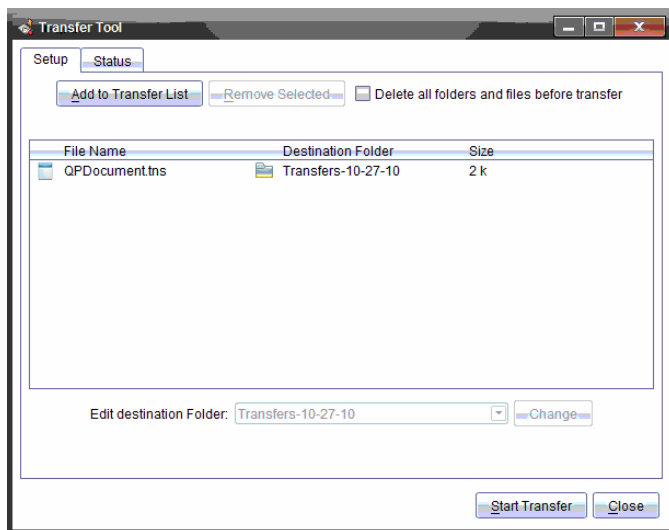 Transfer Tool
Setup Status
Add to Transfer List Remove Selected Delete all folders and files before transfer
File Name Destination Folder Size
QPDocument.tns Transfers-10-27-10 2 k
Edit destination Folder: Transfers-10-27-10 Change
Start Transfer Close